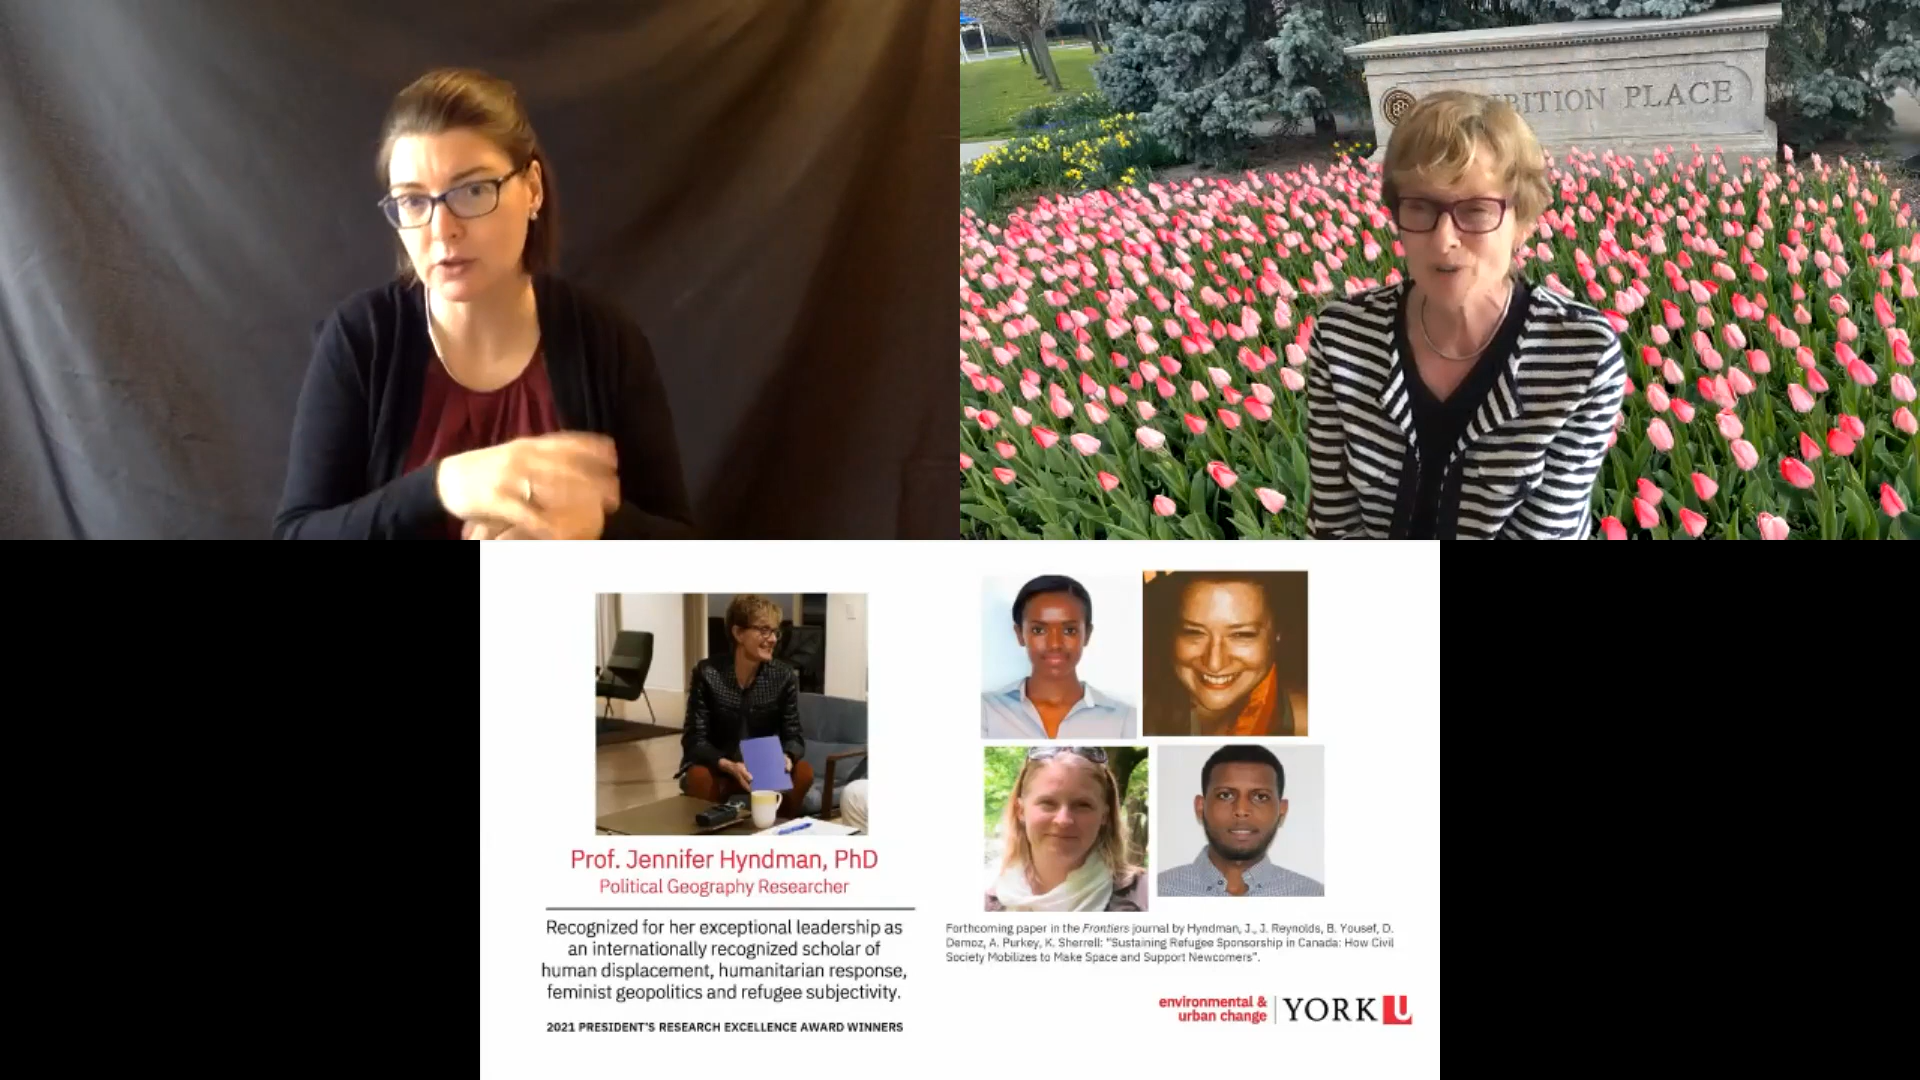 BITION PLACE
Prof. Jennifer Hyndman, PhD
Political Geography Researcher
Recognized for her exceptional leadership as
an internationally recognized scholar of
human displacement, humanitarian response,
feminist geopolitics and refugee subjectivity.
2021 PRESIDENT'S RESEARCH EXCELLENCE AWARD WINNERS
Forthcoming paper in the Frontiers journal by Hyndman, J., J. Reynolds, B. Yousef, D.
Demoz, A. Purkey, K. Sherrell: "Sustaining Refugee Sponsorship in Canada: How Civil
Society Mobilizes to Make Space and Support Newcomers".
environmental &
urban change
YORK U